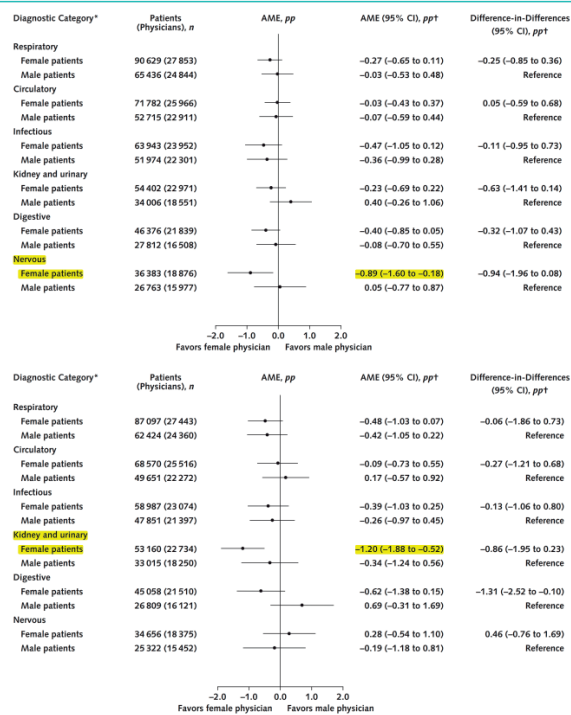 Diagnostic Category* Patients (Physicians), n AME, pp AME (95% CI), pp† Difference-in-Differences (95% CI), pp†
Respiratory
Female patients 90 629 (27 853) −0.27 (−0.65 to 0.11) −0.25 (−0.85 to 0.36)
Male patients 65 436 (24 844) −0.03 (−0.53 to 0.48) Reference
Circulatory
Female patients 71 782 (25 966) −0.03 (−0.43 to 0.37) 0.05 (−0.59 to 0.68)
Male patients 52 715 (22 911) −0.07 (−0.59 to 0.44) Reference
Infectious
Female patients 63 943 (23 952) −0.47 (−1.05 to 0.12) −0.11 (−0.95 to 0.73)
Male patients 51 974 (22 301) −0.36 (−0.99 to 0.28) Reference
Kidney and urinary
Female patients 54 402 (22 971) −0.23 (−0.69 to 0.22) −0.63 (−1.41 to 0.14)
Male patients 34 006 (18 551) 0.40 (−0.26 to 1.06) Reference
Digestive
Female patients 46 376 (21 839) −0.40 (−0.85 to 0.05) −0.32 (−1.07 to 0.43)
Male patients 27 812 (16 508) −0.08 (−0.70 to 0.55) Reference
Nervous
Female patients 36 383 (18 876) −0.89 (−1.60 to −0.18) −0.94 (−1.96 to 0.08)
Male patients 26 763 (15 977) 0.05 (−0.77 to 0.87) Reference
−2.0 −1.0 0.0 1.0 2.0
Favors female physician Favors male physician
Diagnostic Category* Patients (Physicians), n AME, pp AME (95% CI), pp† Difference-in-Differences (95% CI), pp†
Respiratory
Female patients 87 097 (27 443) −0.48 (−1.03 to 0.07) −0.06 (−1.86 to 0.73)
Male patients 62 424 (24 360) −0.42 (−1.05 to 0.22) Reference
Circulatory
Female patients 68 570 (25 516) −0.09 (−0.73 to 0.55) −0.27 (−1.21 to 0.68)
Male patients 49 651 (22 272) 0.17 (−0.57 to 0.92) Reference
Infectious
Female patients 58 987 (23 074) −0.39 (−1.03 to 0.25) −0.13 (−1.06 to 0.80)
Male patients 47 851 (21 397) −0.26 (−0.97 to 0.45) Reference
Kidney and urinary
Female patients 53 160 (22 734) −1.20 (−1.88 to −0.52) −0.86 (−1.95 to 0.23)
Male patients 33 015 (18 250) −0.34 (−1.24 to 0.56) Reference
Digestive
Female patients 45 058 (21 510) −0.62 (−1.38 to 0.15) −1.31 (−2.52 to −0.10)
Male patients 26 809 (16 121) 0.69 (−0.31 to 1.69) Reference
Nervous
Female patients 34 656 (18 375) 0.28 (−0.54 to 1.10) 0.46 (−0.76 to 1.69)
Male patients 25 322 (15 452) −0.19 (−1.18 to 0.81) Reference
−2.0 −1.0 0.0 1.0 2.0
Favors female physician Favors male physician